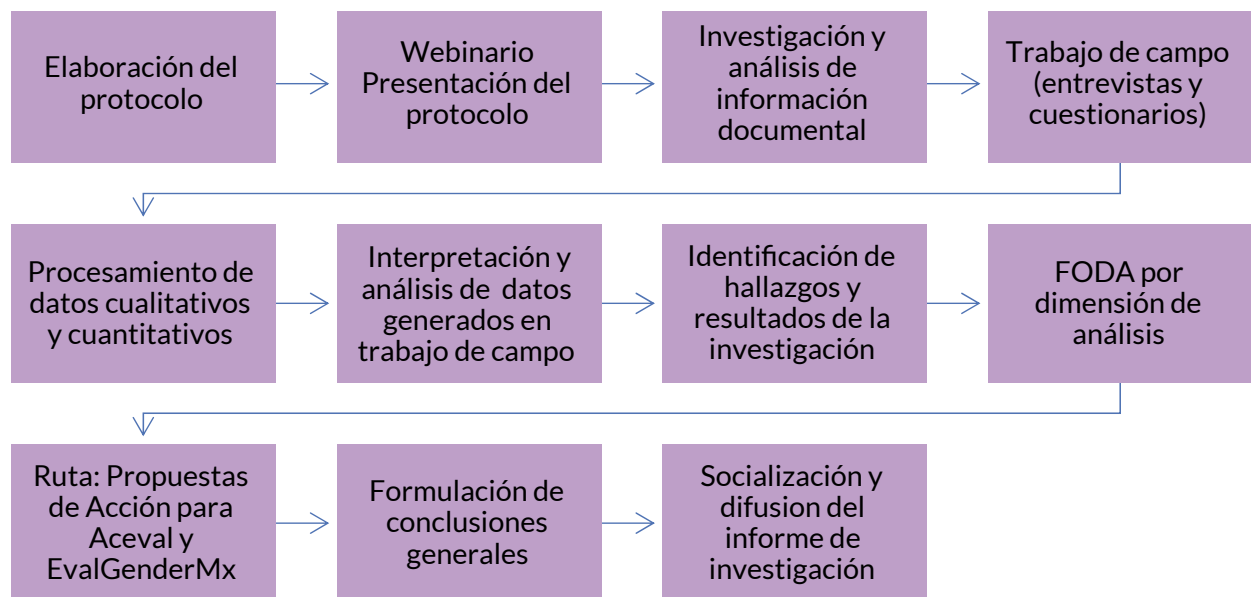 Elaboración del
protocolo
Webinario
Presentación del
protocolo
Investigación y
análisis de
información
documental
Trabajo de campo
(entrevistas y
cuestionarios)
Procesamiento de
datos cualitativos
y cuantitativos
Interpretación y
análisis de datos
generados en
trabajo de campo
Identificación de
hallazgos y
resultados de la
investigación
FODA por
dimensión de
análisis
Ruta: Propuestas
de Acción para
Aceval y
EvalGenderMx
Formulación de
conclusiones
generales
Socialización y
difusion del
informe de
investigación